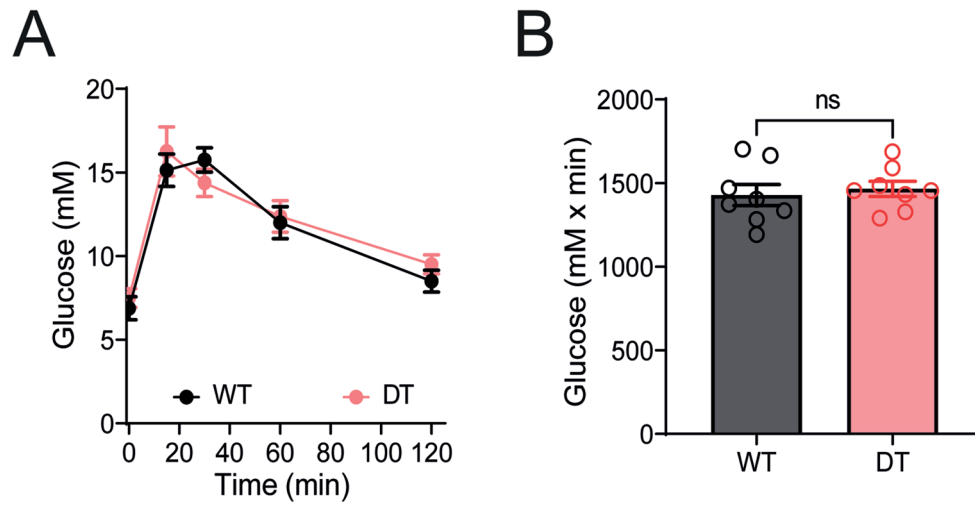 A
Glucose (mM)
20
15
10
5
0
WT
DT
0 20 40 60 80 100 120
Time (min)
B
Glucose (mM x min)
2000
1500
1000
500
0
ns
WT
DT